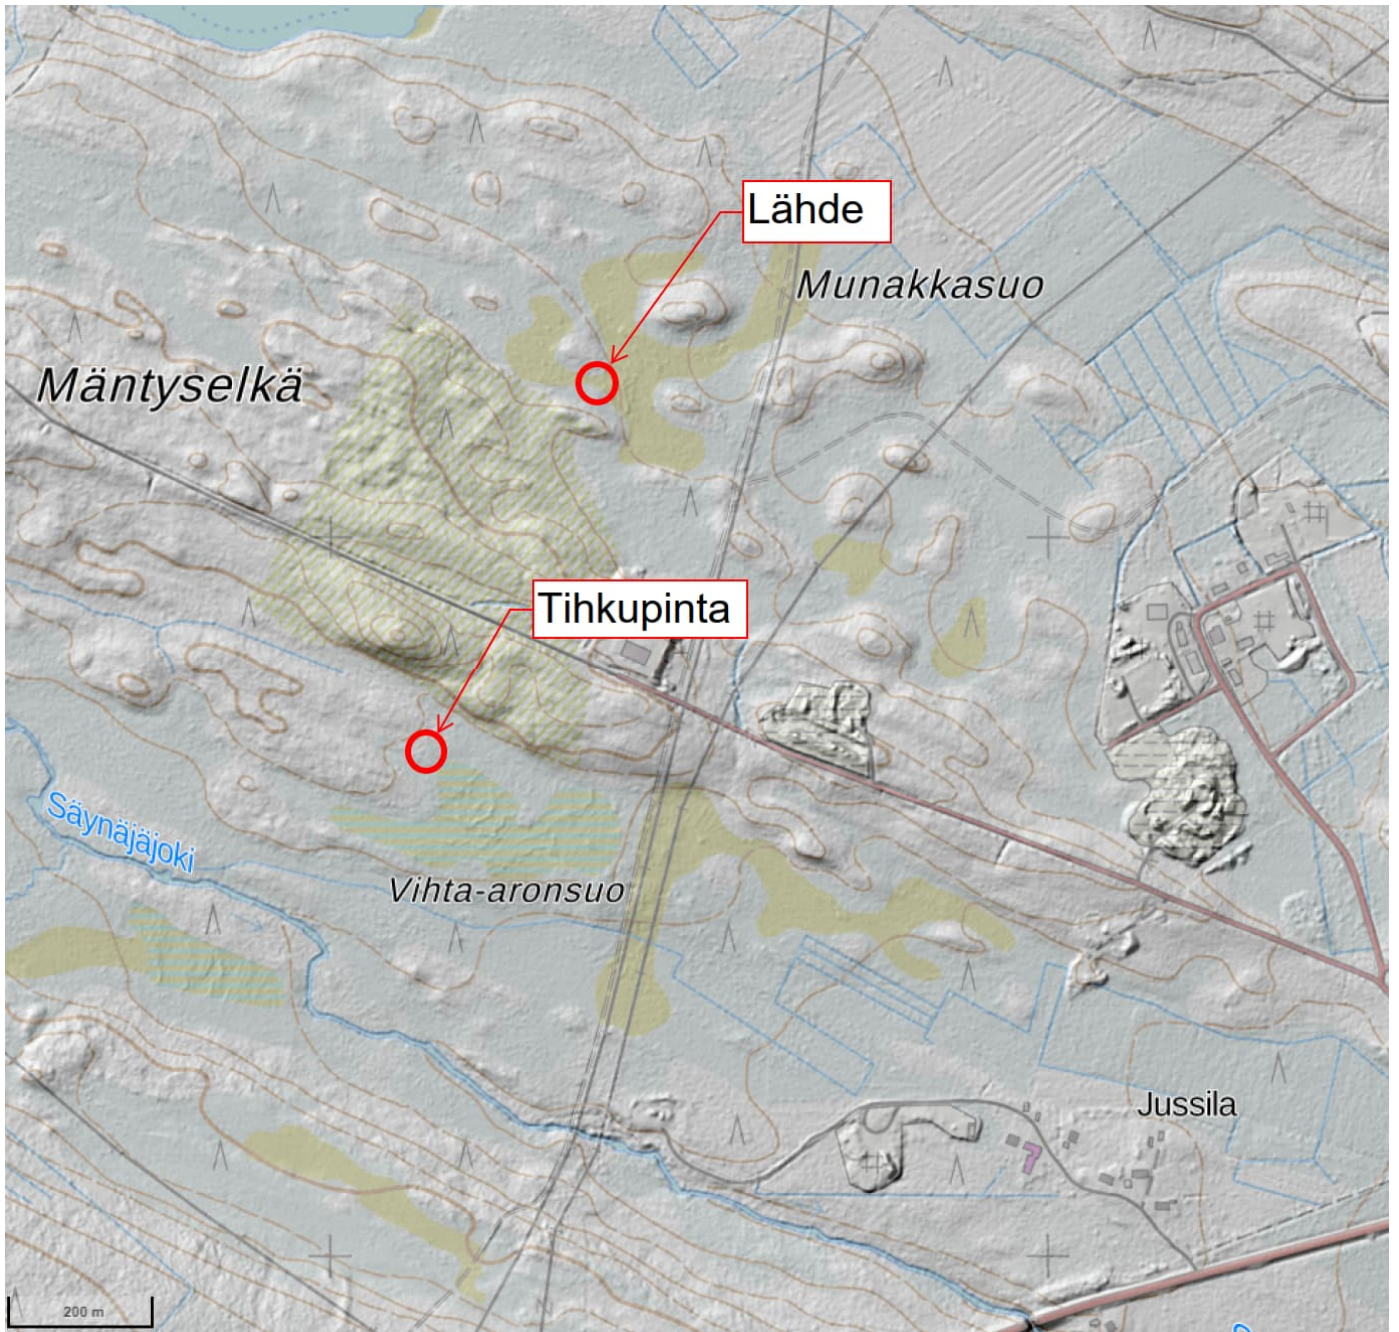 Lähde
Munakkasuo
Mäntyselkä
Tihkupinta
Säynäjäjoki
Vihta-aronsuo
Jussila
200 m